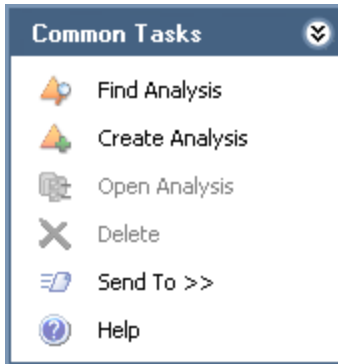 Common Tasks
Find Analysis
Create Analysis
Open Analysis
Delete
Send To >>
Help